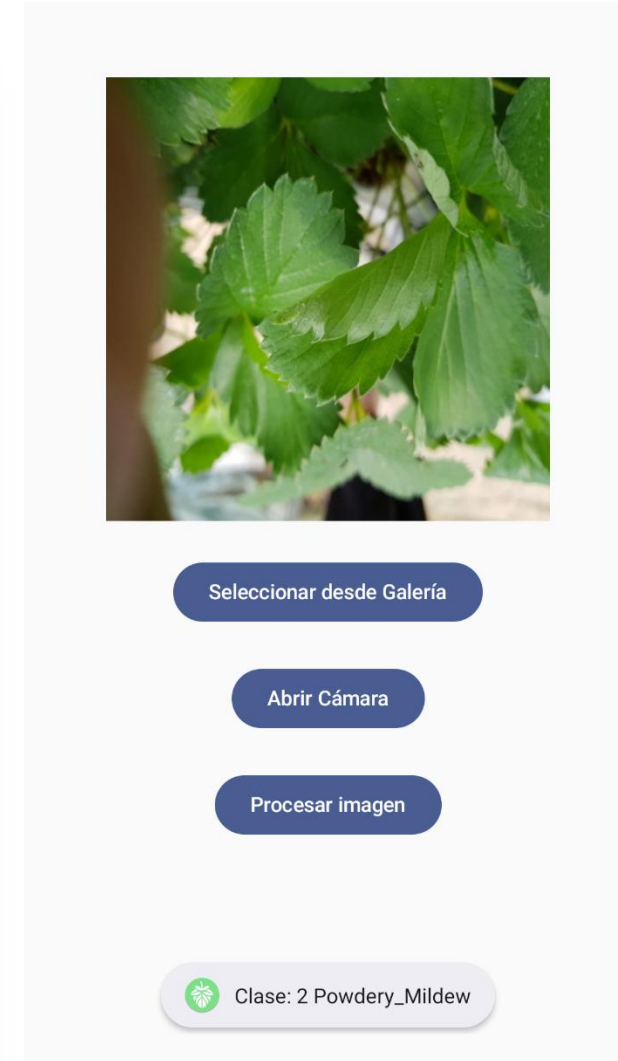 Seleccionar desde Galería
Abrir Cámara
Procesar imagen
Clase: 2 Powdery_Mildew